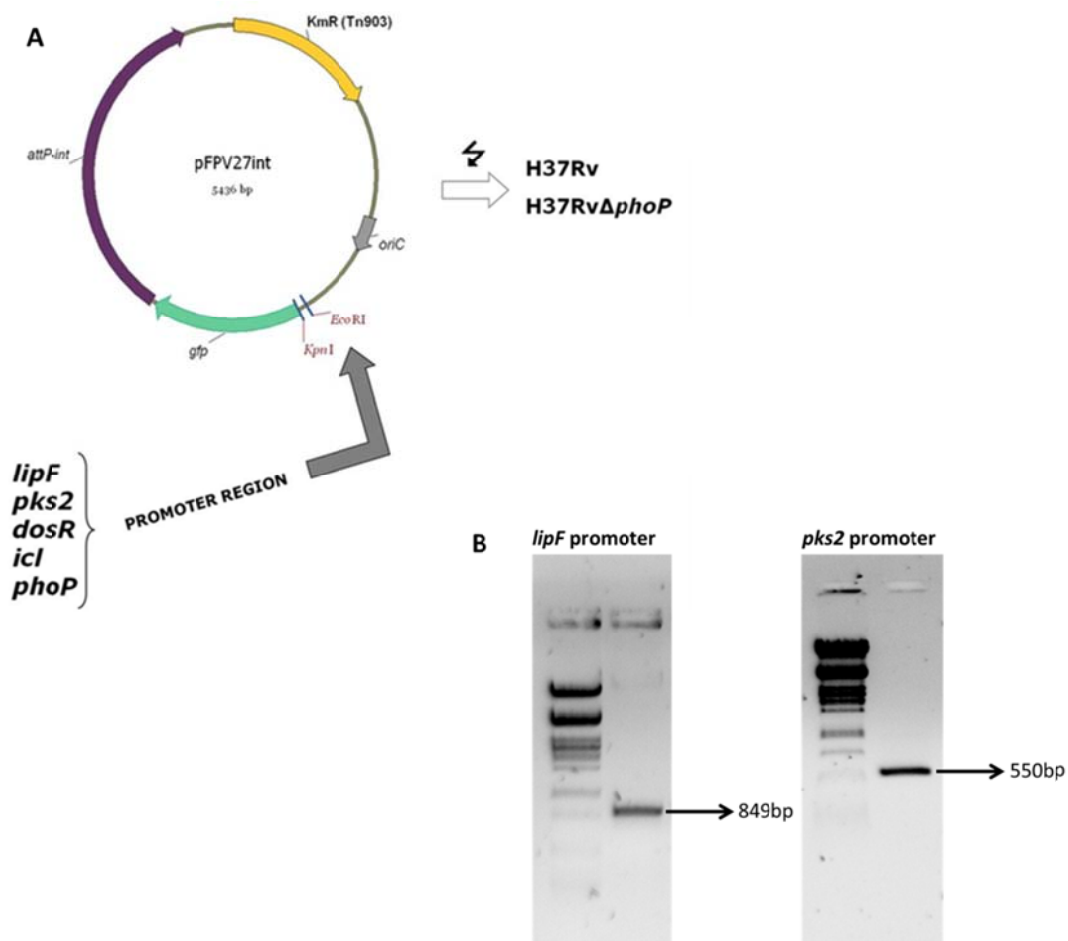 A
KmR (Tn903)
attP-int
pFPV27int
5436 bp
oriC
EcoRI
KpnI
gfp
H37Rv
H37RvΔphoP
lipF
pks2
dosR
icl
phoP
PROMOTER REGION
B
lipF promoter
pks2 promoter
849bp
550bp